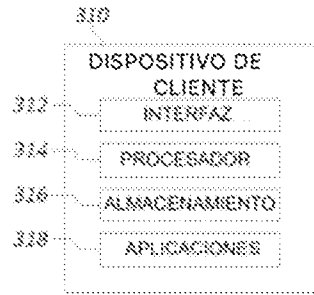 310
DISPOSITIVO DE
CLIENTE
312
INTERFAZ
314
PROCESADOR
316
ALMACENAMIENTO
318
APLICACIONES